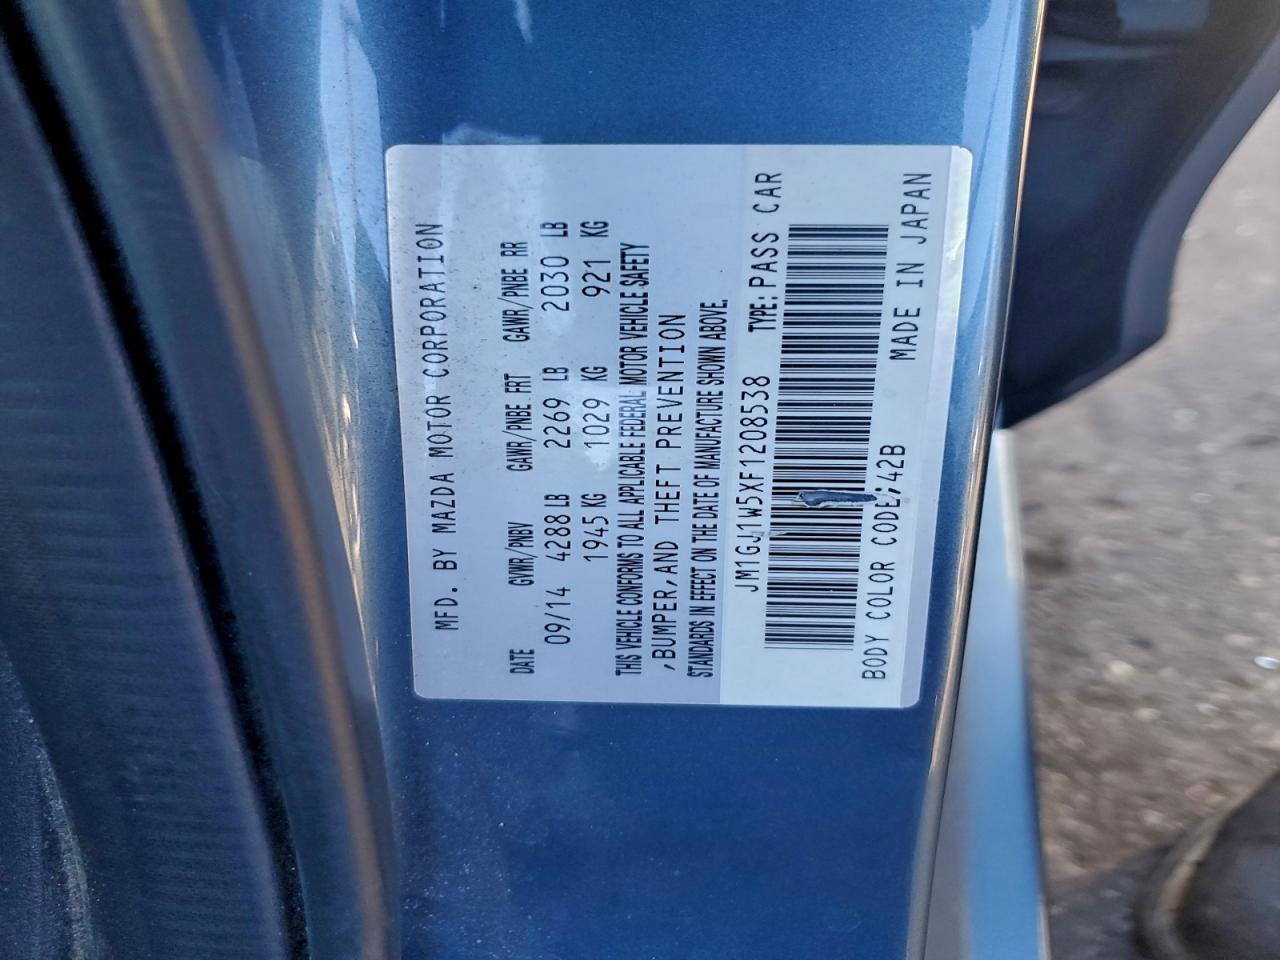 MFD. BY MAZDA MOTOR CORPORATION
DATE GVWR/PNBV GAWR/PNBE FRT GAWR/PNBE RR
09/14 4288 LB 2269 LB 2030 LB
1945 KG 1029 KG 921 KG
THIS VEHICLE CONFORMS TO ALL APPLICABLE FEDERAL MOTOR VEHICLE SAFETY
,BUMPER,AND THEFT PREVENTION
STANDARDS IN EFFECT ON THE DATE OF MANUFACTURE SHOWN ABOVE.
JM1GJ1W5XF1208538 TYPE: PASS CAR
BODY COLOR CODE:42B MADE IN JAPAN